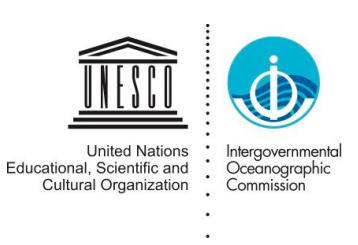 UNESCO
United Nations
Educational, Scientific and
Cultural Organization
Intergovernmental
Oceanographic
Commission